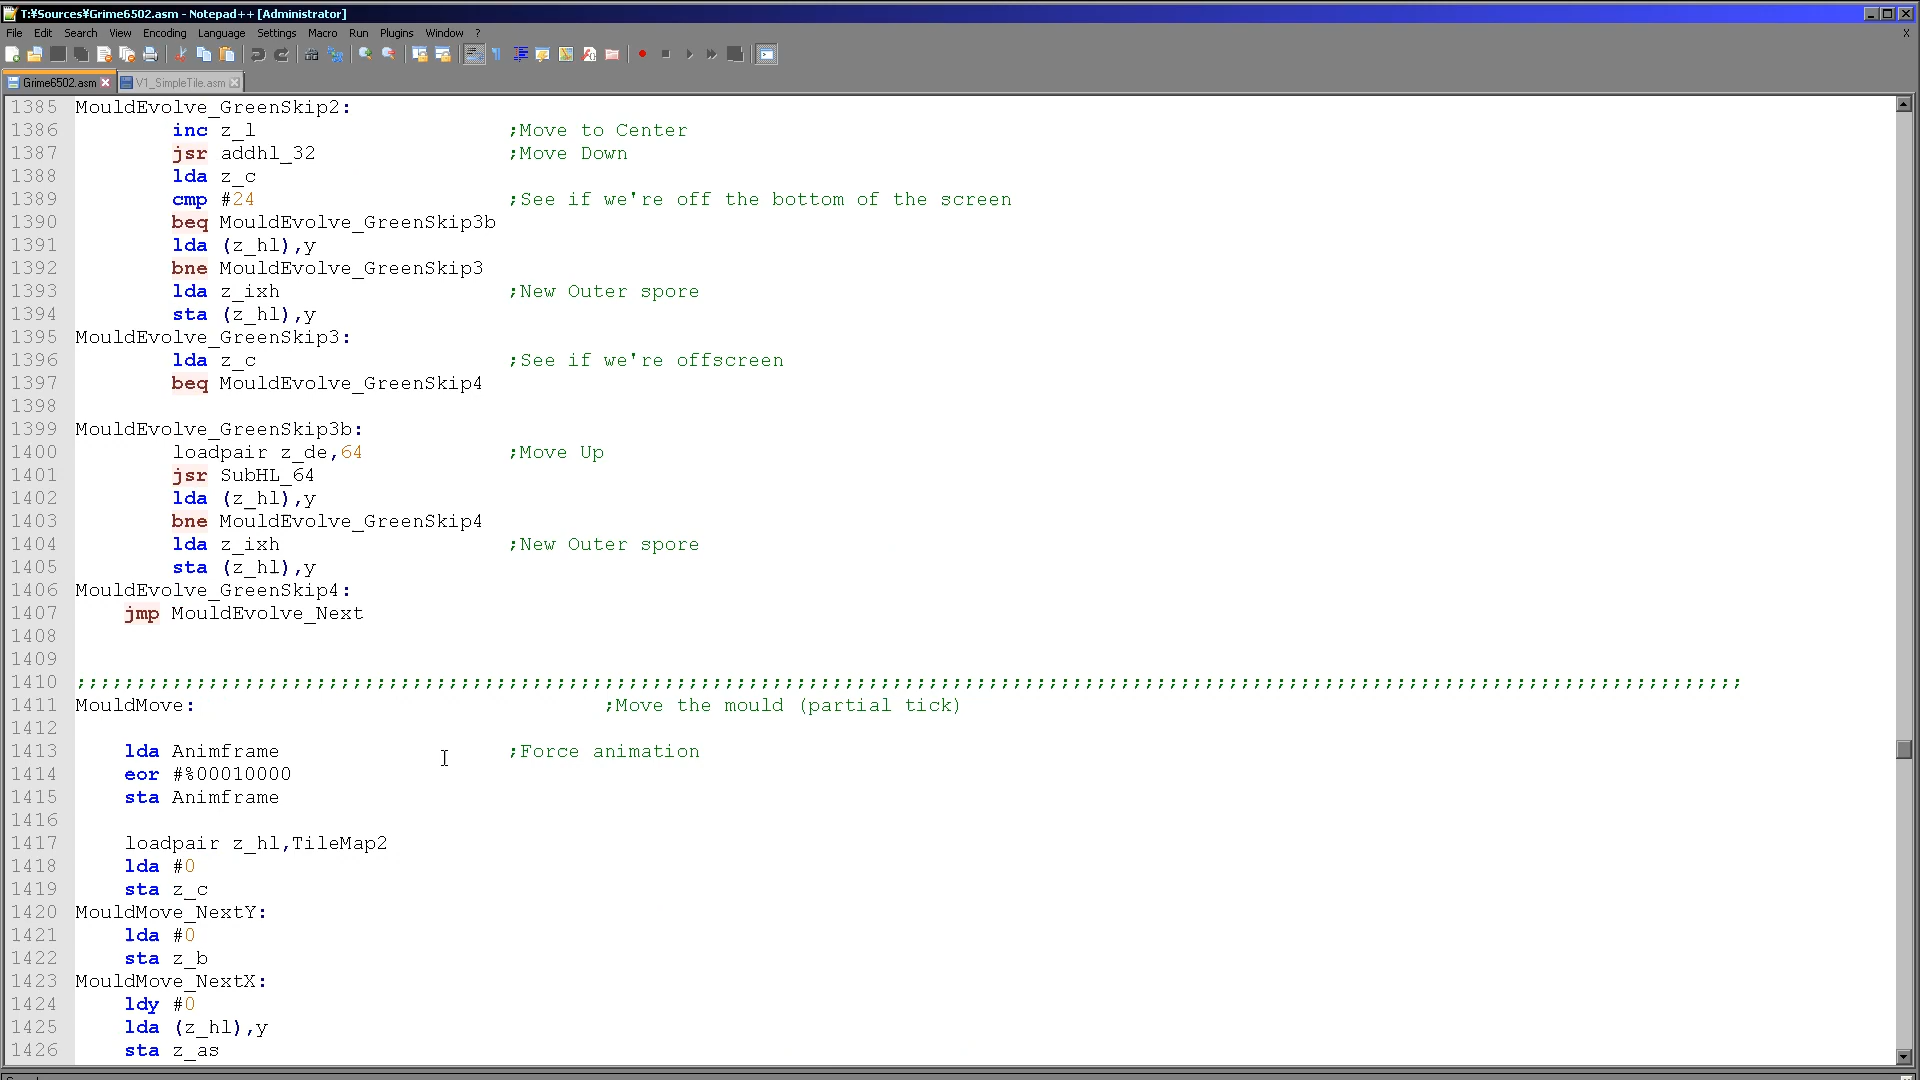 T:¥Sources¥Grime6502.asm - Notepad++ [Administrator]
File Edit Search View Encoding Language Settings Macro Run Plugins Window ?
X
Grime6502.asm V1_SimpleTile.asm
1385 MouldEvolve_GreenSkip2:
1386 inc z_l ;Move to Center
1387 jsr addhl_32 ;Move Down
1388 lda z_c
1389 cmp #24 ;See if we're off the bottom of the screen
1390 beq MouldEvolve_GreenSkip3b
1391 lda (z_hl),y
1392 bne MouldEvolve_GreenSkip3
1393 lda z_ixh ;New Outer spore
1394 sta (z_hl),y
1395 MouldEvolve_GreenSkip3:
1396 lda z_c ;See if we're offscreen
1397 beq MouldEvolve_GreenSkip4
1398
1399 MouldEvolve_GreenSkip3b:
1400 loadpair z_de,64 ;Move Up
1401 jsr SubHL_64
1402 lda (z_hl),y
1403 bne MouldEvolve_GreenSkip4
1404 lda z_ixh ;New Outer spore
1405 sta (z_hl),y
1406 MouldEvolve_GreenSkip4:
1407 jmp MouldEvolve_Next
1408
1409
1410 ;;;;;;;;;;;;;;;;;;;;;;;;;;;;;;;;;;;;;;;;;;;;;;;;;;;;;;;;;;;;;;;;;;;;;;;;;;;;;;;;;;;;;;;;;;;;;;;;;;;;;;;;;;;;;;;;;;;;;;;;;;;;;;;;;;;;;;;;;;;
1411 MouldMove: ;Move the mould (partial tick)
1412
1413 lda Animframe ;Force animation
1414 eor #%00010000
1415 sta Animframe
1416
1417 loadpair z_hl,TileMap2
1418 lda #0
1419 sta z_c
1420 MouldMove_NextY:
1421 lda #0
1422 sta z_b
1423 MouldMove_NextX:
1424 ldy #0
1425 lda (z_hl),y
1426 sta z_as